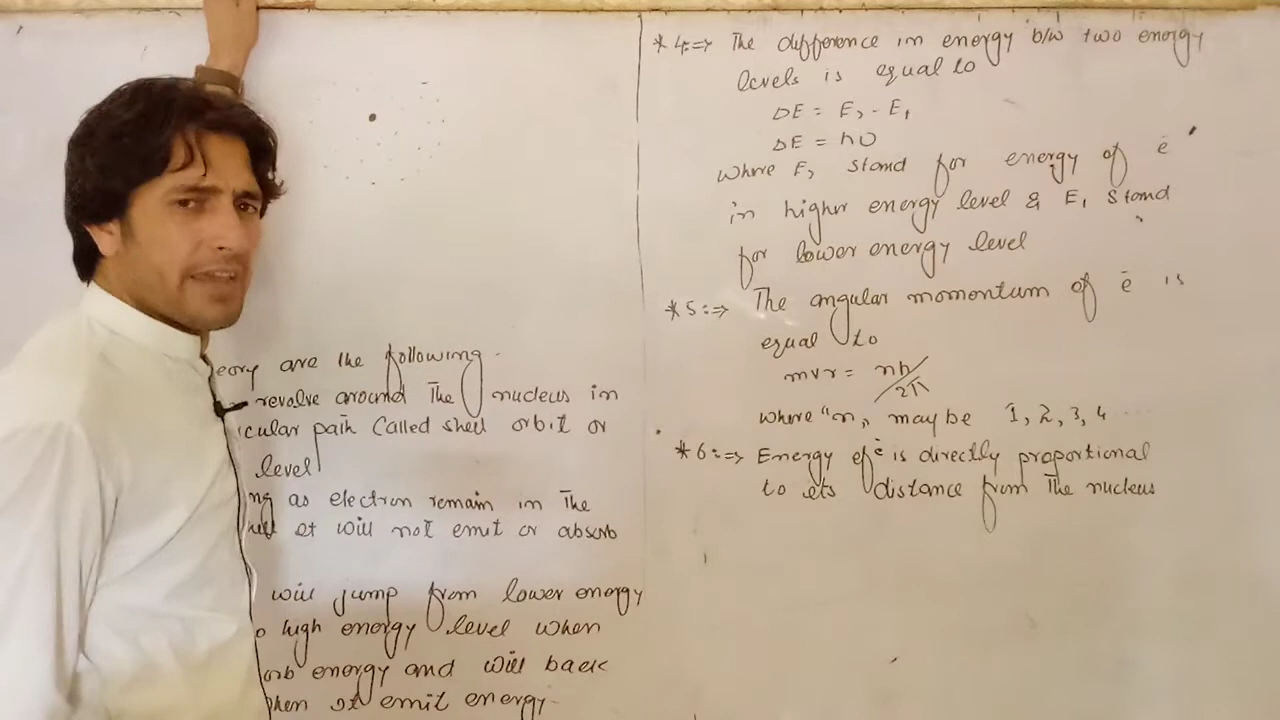 eory are the following -
revolve around The nucleus in
cular path Called shell orbit or
level
ng as electron remain in The
hell it will not emit or absorb
will jump from lower energy
o high energy level when
orb energy and will back
when it emit energy-
*4:=> The difference in energy b/w two energy
levels is equal to
ΔE = E₂ - E₁
ΔE = hυ
where E₂ stand for energy of ē
in higher energy level & E₁ stand
for lower energy level
*5:=> The angular momentum of ē is
equal to
mvr = nh/2π
where "n" maybe 1, 2, 3, 4 ....
*6:=> Energy of ē is directly proportional
to its distance from The nucleus